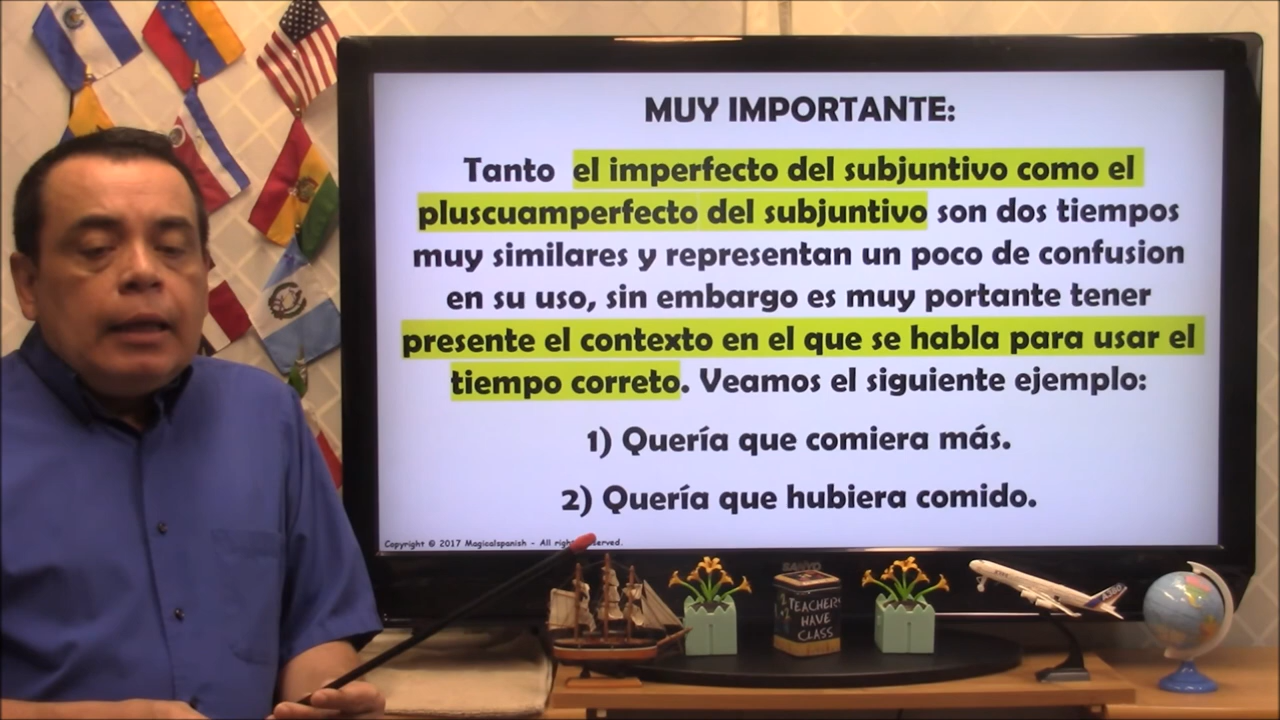 MUY IMPORTANTE:
Tanto el imperfecto del subjuntivo como el
pluscuamperfecto del subjuntivo son dos tiempos
muy similares y representan un poco de confusion
en su uso, sin embargo es muy portante tener
presente el contexto en el que se habla para usar el
tiempo correto. Veamos el siguiente ejemplo:
1) Quería que comiera más.
2) Quería que hubiera comido.
Copyright © 2017 Magicalspanish - All
SANYO
TEACHERS
HAVE
CLASS
A380